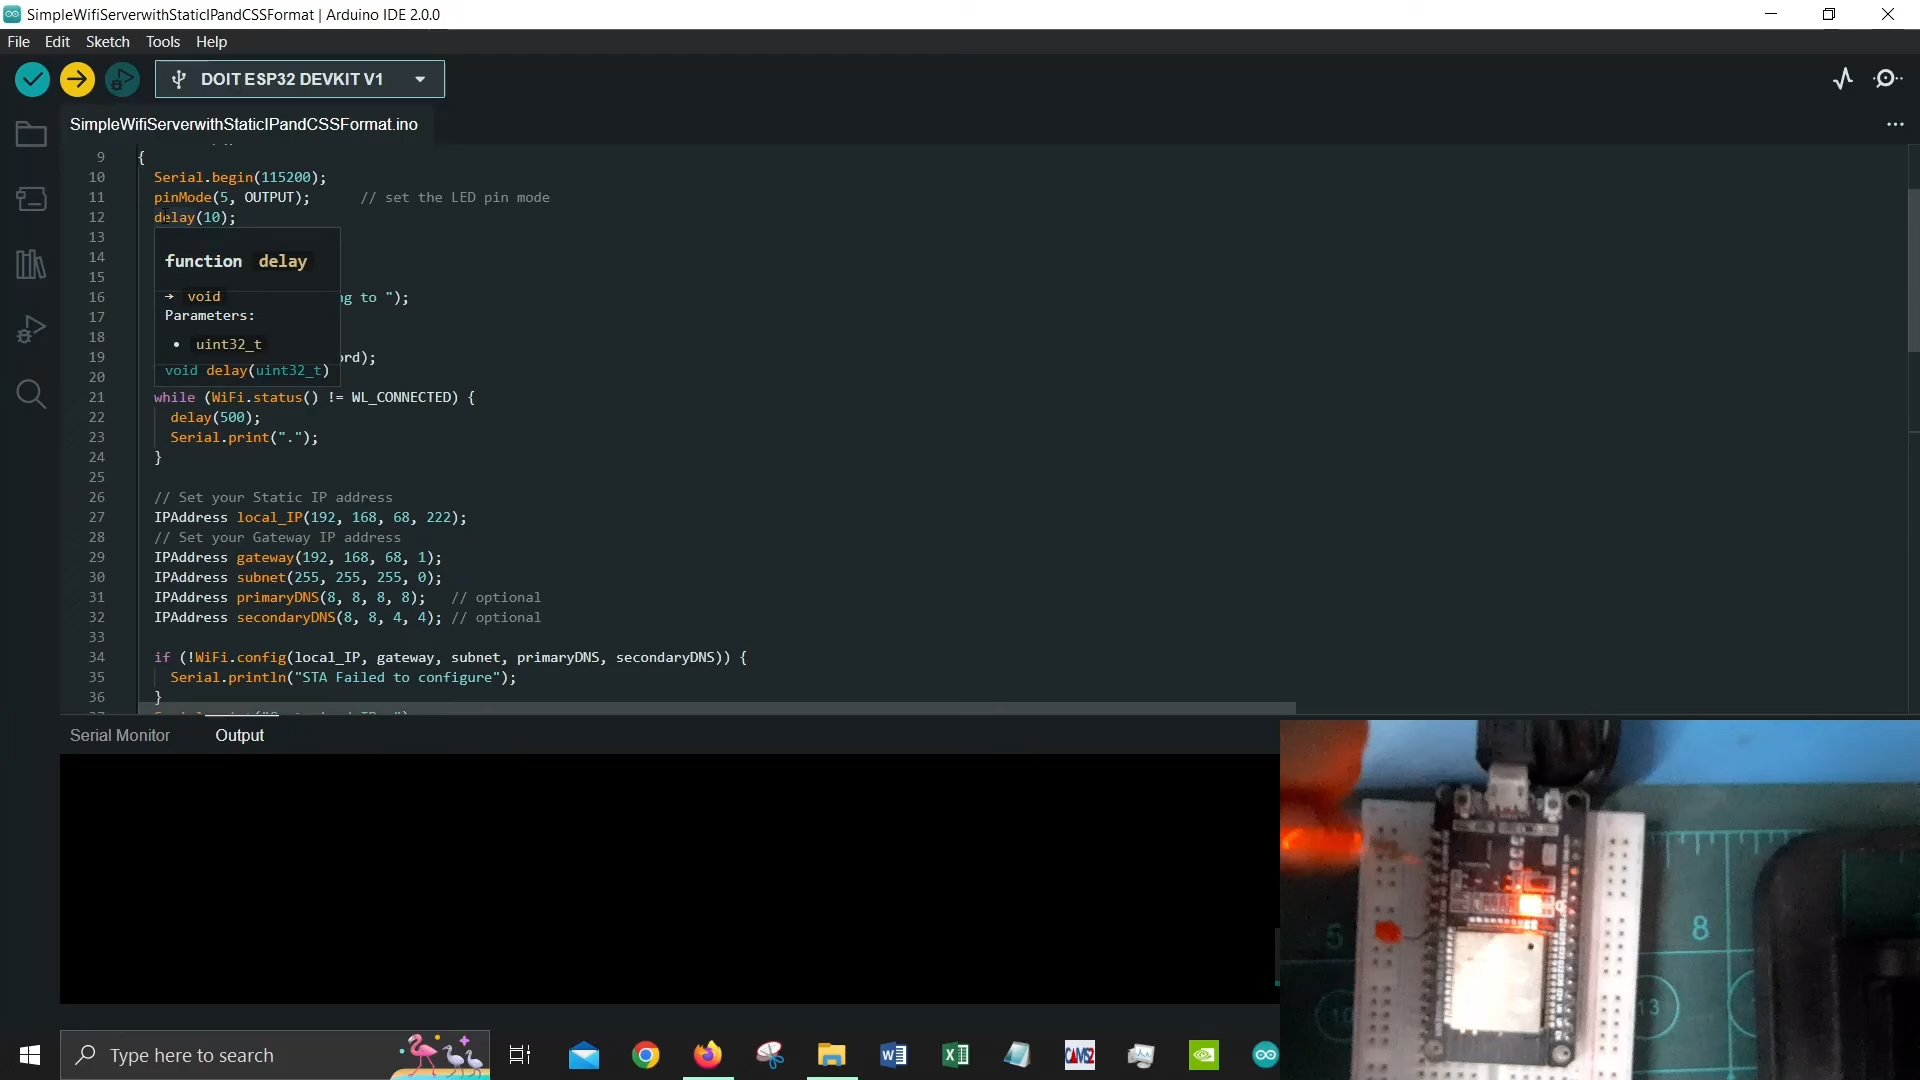 SimpleWifiServerwithStaticIPandCSSFormat | Arduino IDE 2.0.0
File Edit Sketch Tools Help
DOIT ESP32 DEVKIT V1
SimpleWifiServerwithStaticIPandCSSFormat.ino
9 {
10 Serial.begin(115200);
11 pinMode(5, OUTPUT); // set the LED pin mode
12 delay(10);
13
14
15
16 ng to ");
17
18
19 ord);
20
function delay
→ void
Parameters:
• uint32_t
void delay(uint32_t)
21 while (WiFi.status() != WL_CONNECTED) {
22 delay(500);
23 Serial.print(".");
24 }
25
26 // Set your Static IP address
27 IPAddress local_IP(192, 168, 68, 222);
28 // Set your Gateway IP address
29 IPAddress gateway(192, 168, 68, 1);
30 IPAddress subnet(255, 255, 255, 0);
31 IPAddress primaryDNS(8, 8, 8, 8); // optional
32 IPAddress secondaryDNS(8, 8, 4, 4); // optional
33
34 if (!WiFi.config(local_IP, gateway, subnet, primaryDNS, secondaryDNS)) {
35 Serial.println("STA Failed to configure");
36 }
Serial Monitor Output
5 8
10 13
Type here to search